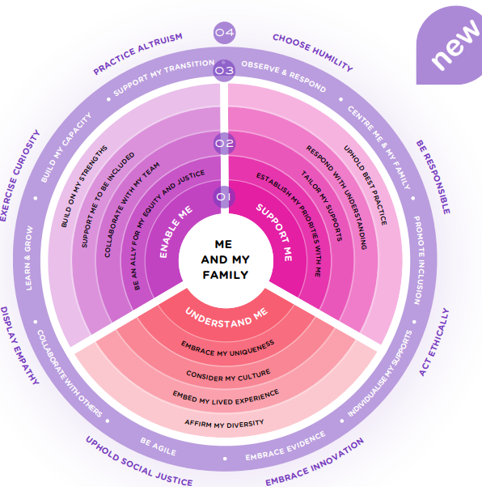 new
04
03
02
01
PRACTICE ALTRUISM
CHOOSE HUMILITY
BE RESPONSIBLE
ACT ETHICALLY
EMBRACE INNOVATION
UPHOLD SOCIAL JUSTICE
DISPLAY EMPATHY
EXERCISE CURIOSITY
SUPPORT MY TRANSITION
OBSERVE & RESPOND
CENTRE ME & MY FAMILY
PROMOTE INCLUSION
INDIVIDUALISE MY SUPPORTS
EMBRACE EVIDENCE
BE AGILE
COLLABORATE WITH OTHERS
LEARN & GROW
BUILD MY CAPACITY
BUILD ON MY STRENGTHS
SUPPORT ME TO BE INCLUDED
COLLABORATE WITH MY TEAM
BE AN ALLY FOR MY EQUITY AND JUSTICE
ENABLE ME
UPHOLD BEST PRACTICE
RESPOND WITH UNDERSTANDING
TAILOR MY SUPPORTS
ESTABLISH MY PRIORITIES WITH ME
SUPPORT ME
ME
AND MY
FAMILY
UNDERSTAND ME
EMBRACE MY UNIQUENESS
CONSIDER MY CULTURE
EMBED MY LIVED EXPERIENCE
AFFIRM MY DIVERSITY